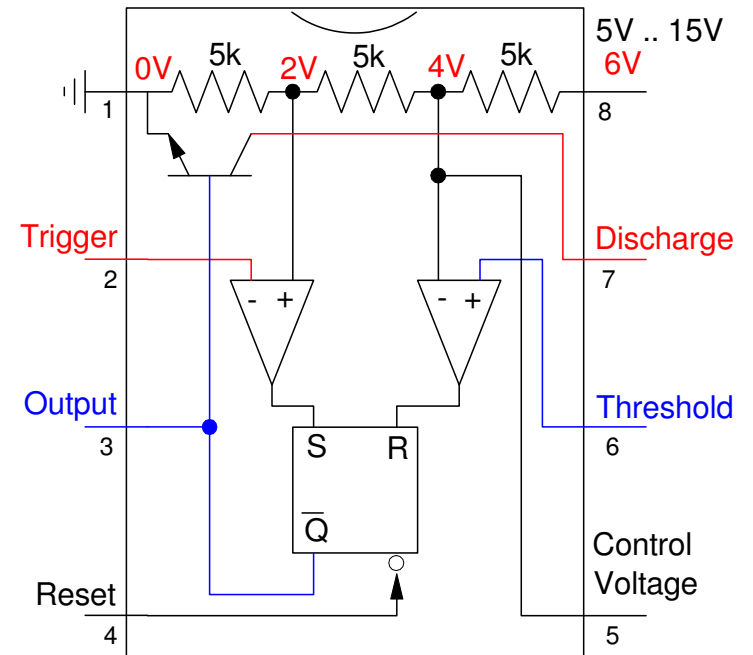 5V .. 15V
0V 5k 2V 5k 4V 5k 6V
1
8
Trigger
2
Discharge
7
- +
- +
Output
3
Threshold
6
S R
Q̅
Control
Voltage
5
Reset
4